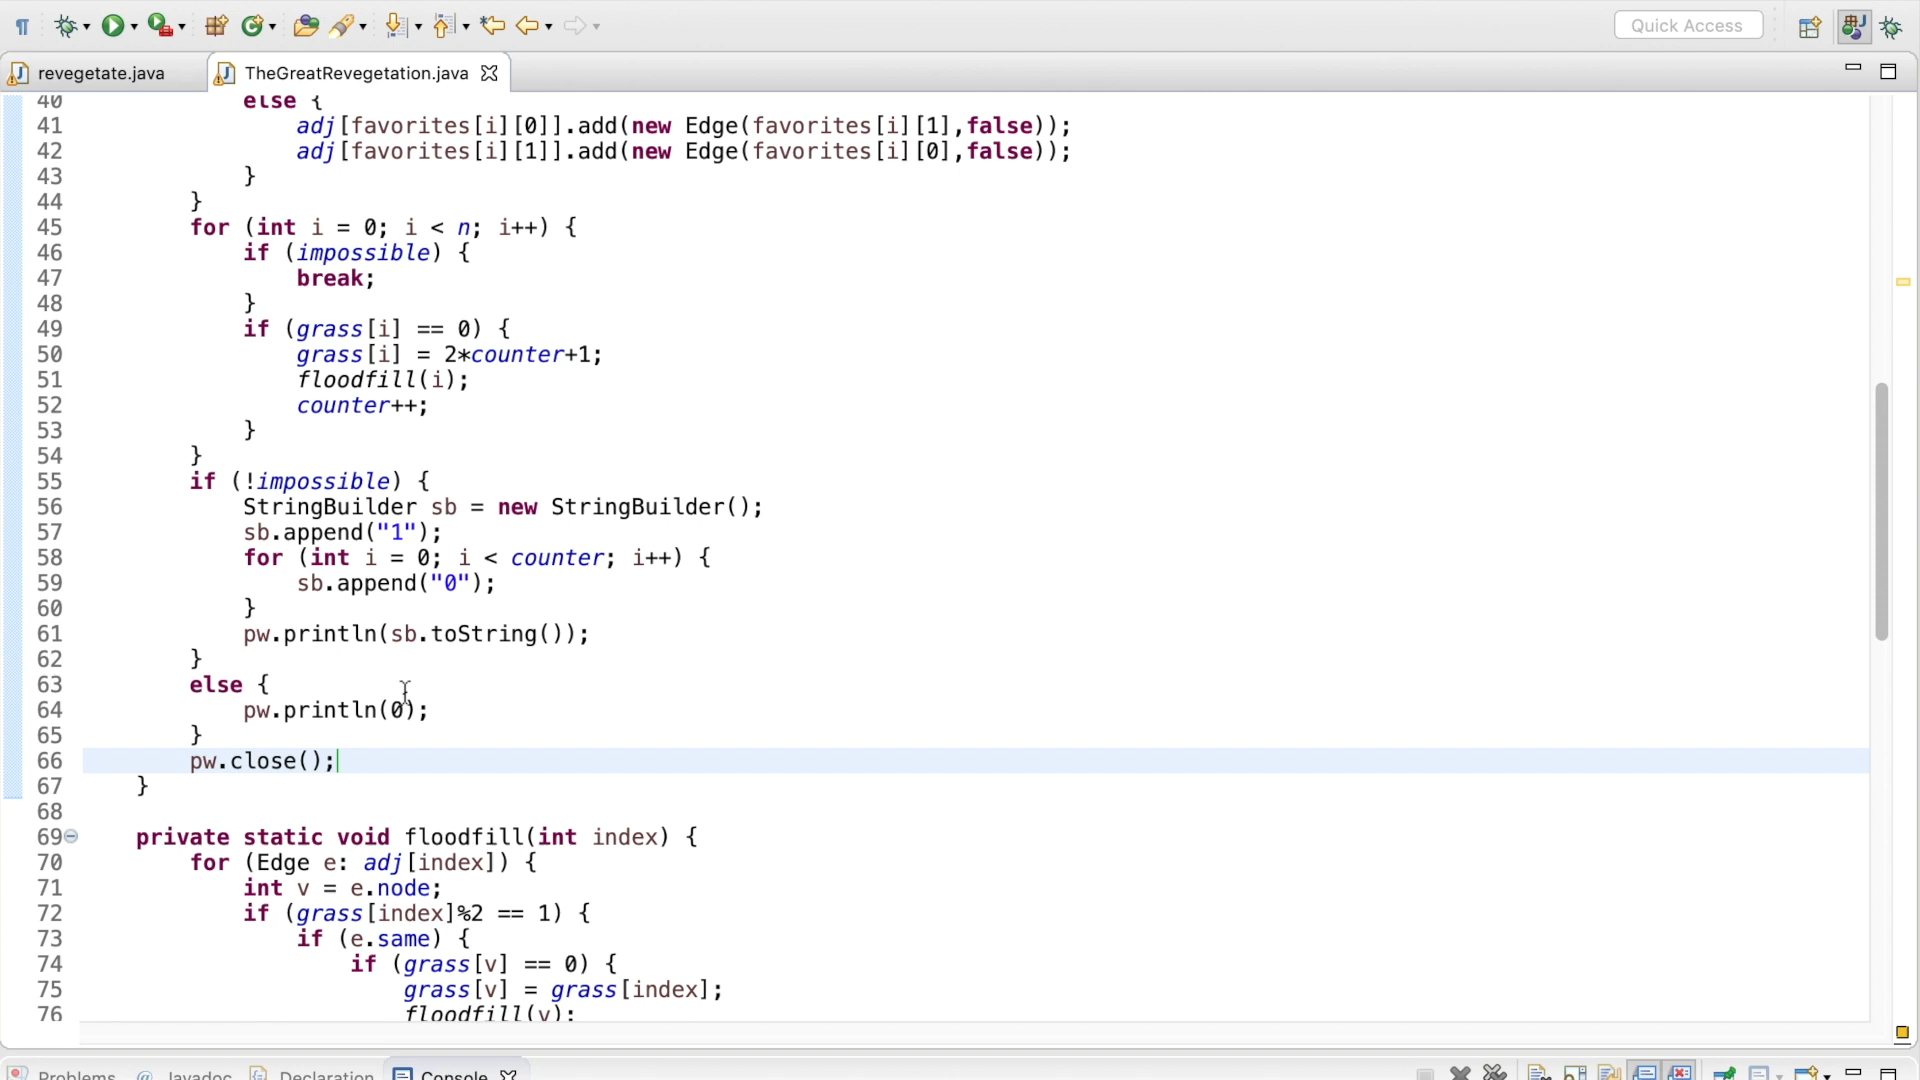 Quick Access
revegetate.java
TheGreatRevegetation.java
40 else {
41 adj[favorites[i][0]].add(new Edge(favorites[i][1],false));
42 adj[favorites[i][1]].add(new Edge(favorites[i][0],false));
43 }
44 }
45 for (int i = 0; i < n; i++) {
46 if (impossible) {
47 break;
48 }
49 if (grass[i] == 0) {
50 grass[i] = 2*counter+1;
51 floodfill(i);
52 counter++;
53 }
54 }
55 if (!impossible) {
56 StringBuilder sb = new StringBuilder();
57 sb.append("1");
58 for (int i = 0; i < counter; i++) {
59 sb.append("0");
60 }
61 pw.println(sb.toString());
62 }
63 else {
64 pw.println(0);
65 }
66 pw.close();
67 }
68
69 private static void floodfill(int index) {
70 for (Edge e: adj[index]) {
71 int v = e.node;
72 if (grass[index]%2 == 1) {
73 if (e.same) {
74 if (grass[v] == 0) {
75 grass[v] = grass[index];
76 floodfill(v);
Problems @ Javadoc Declaration Console